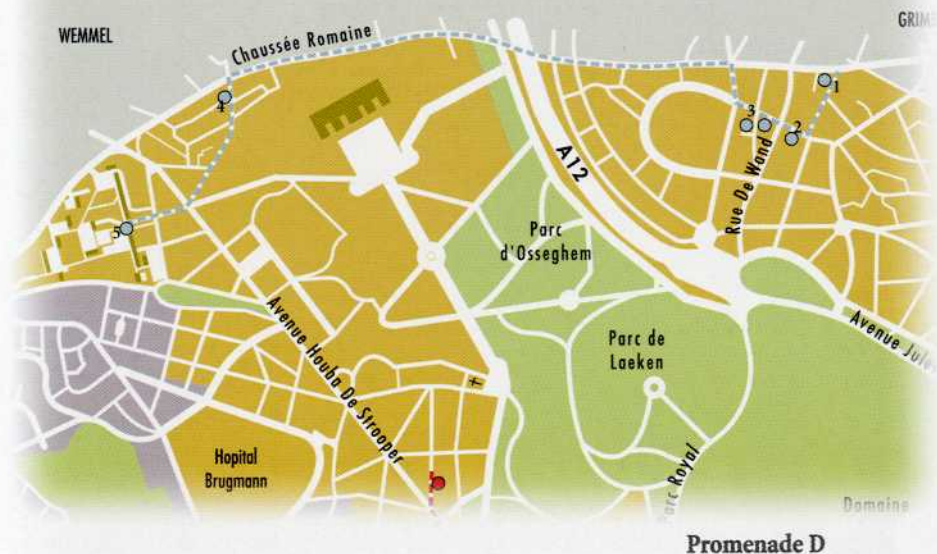 WEMMEL
GRIM
Chaussée Romaine
1
4
3
2
A12
Rue De Wand
5
Parc
d'Osseghem
Avenue Houba De Strooper
Parc de
Laeken
Avenue Jules
Hopital
Brugmann
Parc Royal
Domaine
Promenade D